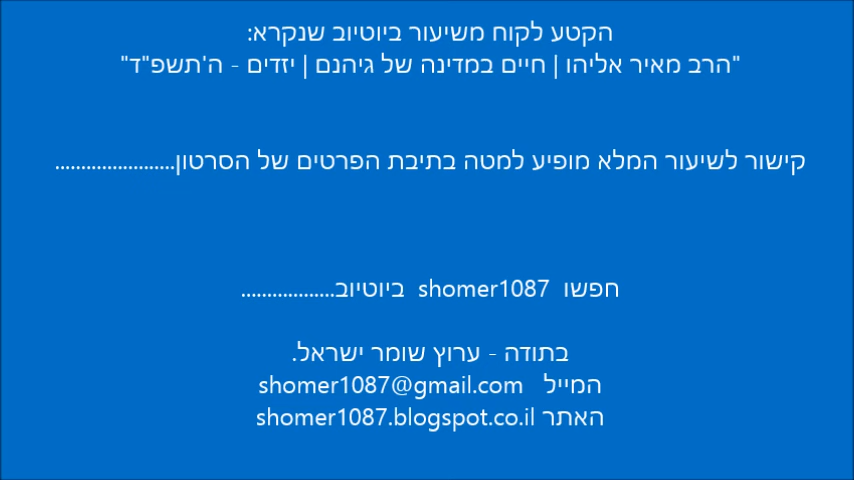 הקטע לקוח משיעור ביוטיוב שנקרא:
"הרב מאיר אליהו | חיים במדינה של גיהנם | יזדים - ה'תשפ"ד"
קישור לשיעור המלא מופיע למטה בתיבת הפרטים של הסרטון.......................
חפשו shomer1087 ביוטיוב..................
בתודה - ערוץ שומר ישראל.
המייל shomer1087@gmail.com
האתר shomer1087.blogspot.co.il